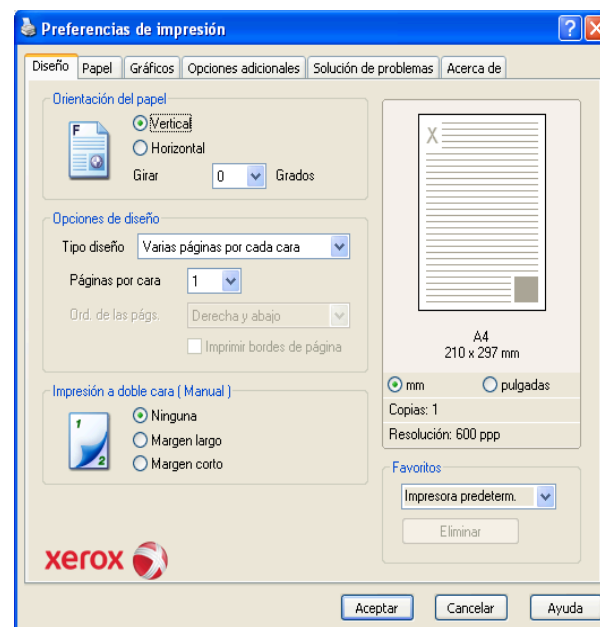 Preferencias de impresión
Diseño Papel Gráficos Opciones adicionales Solución de problemas Acerca de
Orientación del papel
F
Vertical
Horizontal
Girar 0 Grados
Opciones de diseño
Tipo diseño Varias páginas por cada cara
Páginas por cara 1
Ord. de las págs. Derecha y abajo
Imprimir bordes de página
Impresión a doble cara ( Manual )
1
2
Ninguna
Margen largo
Margen corto
xerox
X
A4
210 x 297 mm
mm pulgadas
Copias: 1
Resolución: 600 ppp
Favoritos
Impresora predeterm.
Eliminar
Aceptar Cancelar Ayuda